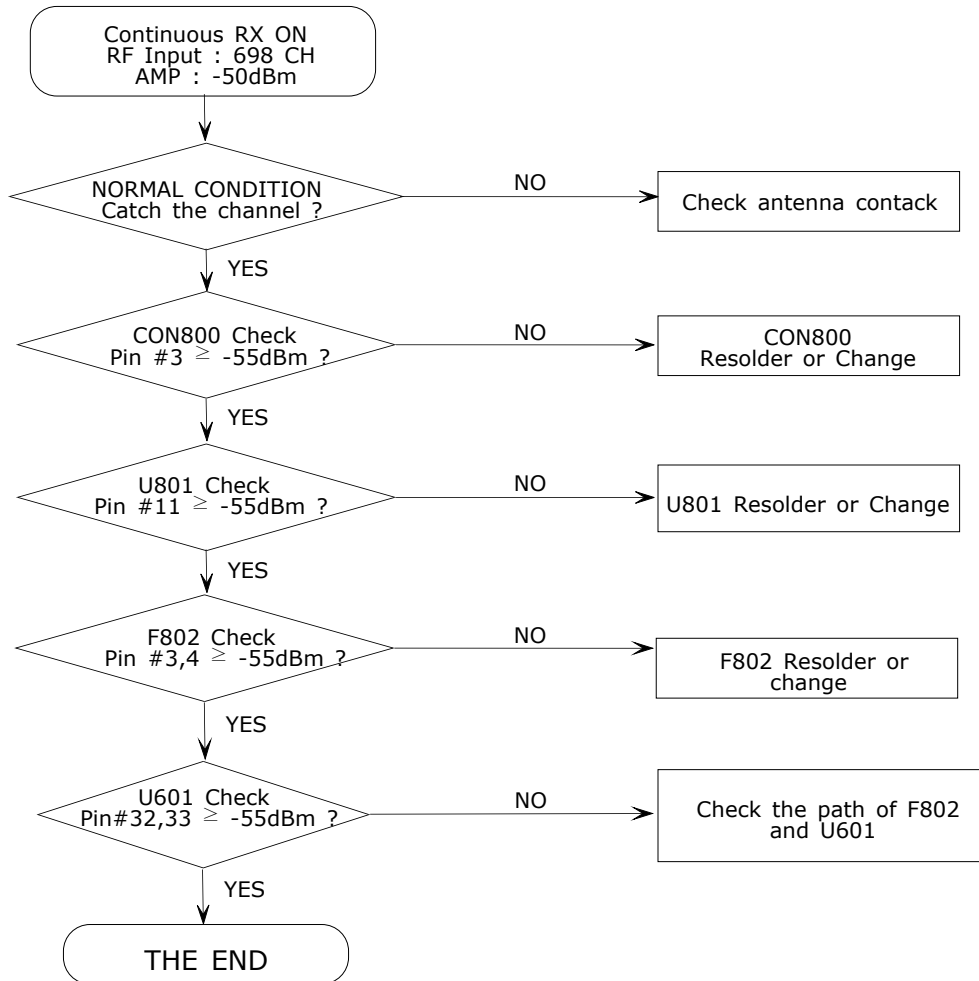 Continuous RX ON
RF Input : 698 CH
AMP : -50dBm
NORMAL CONDITION
Catch the channel ?
NO
Check antenna contack
YES
CON800 Check
Pin #3 ≥ -55dBm ?
NO
CON800
Resolder or Change
YES
U801 Check
Pin #11 ≥ -55dBm ?
NO
U801 Resolder or Change
YES
F802 Check
Pin #3,4 ≥ -55dBm ?
NO
F802 Resolder or
change
YES
U601 Check
Pin#32,33 ≥ -55dBm ?
NO
Check the path of F802
and U601
YES
THE END